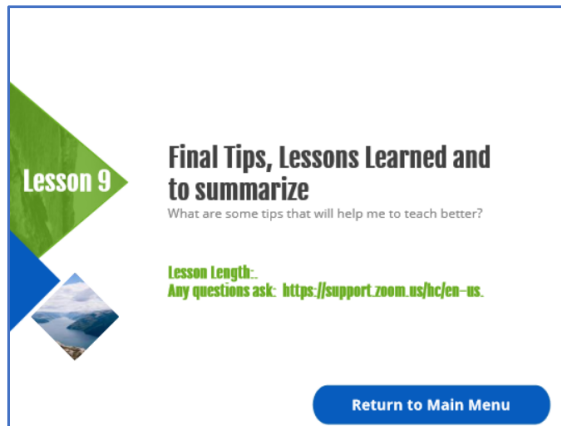 Lesson 9
Final Tips, Lessons Learned and
to summarize
What are some tips that will help me to teach better?
Lesson Length:.
Any questions ask: https://support.zoom.us/hc/en-us.
Return to Main Menu